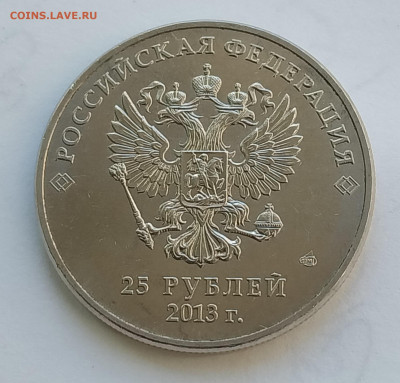 COINS.LAVE.RU
РОССИЙСКАЯ ФЕДЕРАЦИЯ
25 РУБЛЕЙ
2013 г.